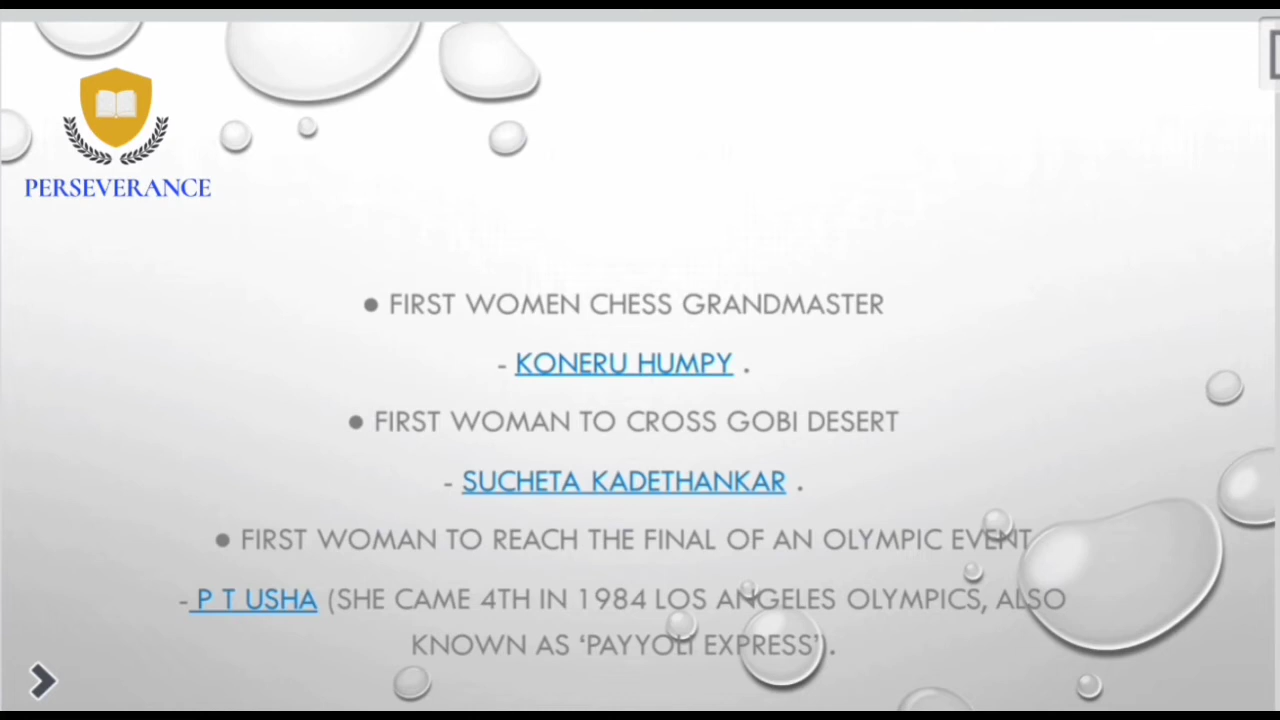 PERSEVERANCE
● FIRST WOMEN CHESS GRANDMASTER
- KONERU HUMPY .
● FIRST WOMAN TO CROSS GOBI DESERT
- SUCHETA KADETHANKAR .
● FIRST WOMAN TO REACH THE FINAL OF AN OLYMPIC EVENT
- P T USHA (SHE CAME 4TH IN 1984 LOS ANGELES OLYMPICS, ALSO
KNOWN AS ‘PAYYOLI EXPRESS’).